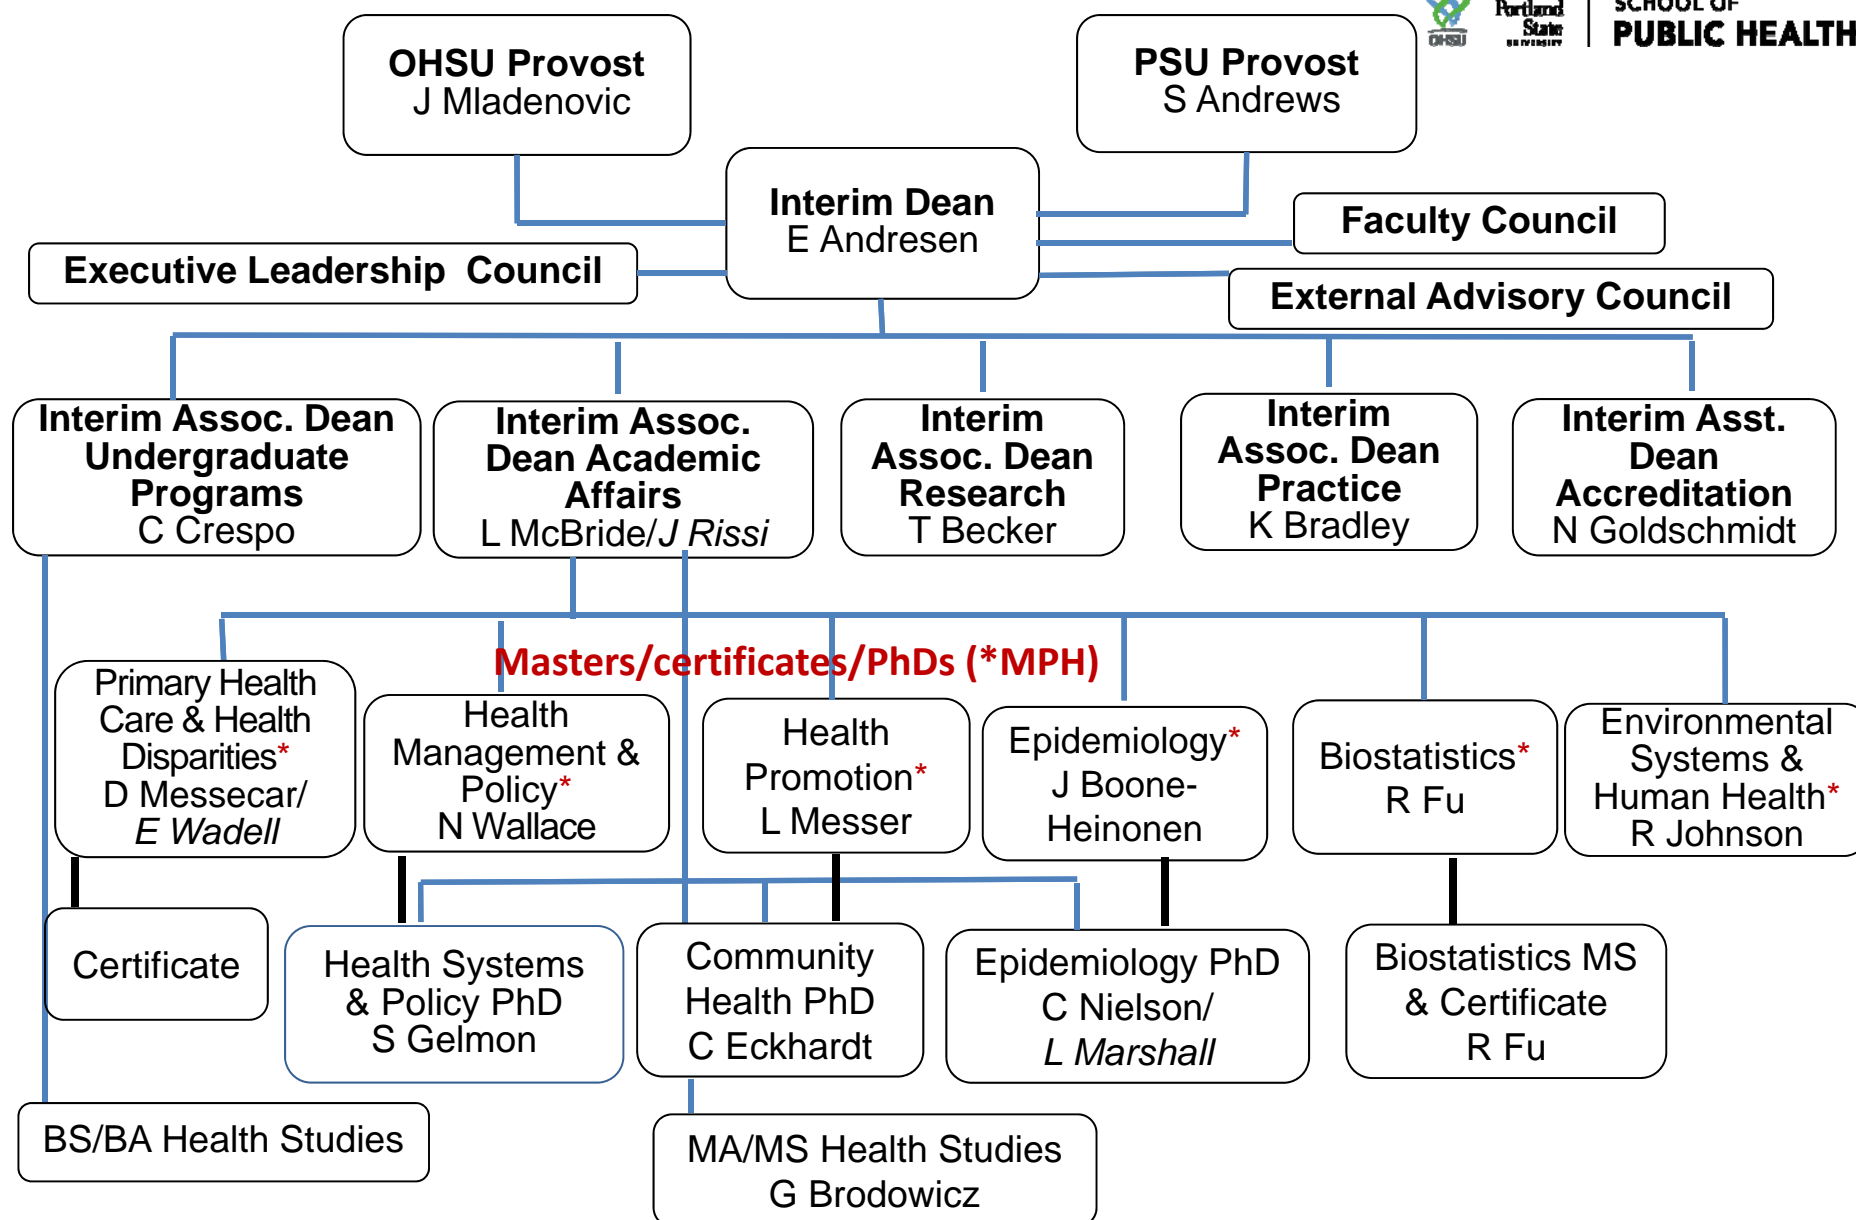 OHSU
Portland
State
UNIVERSITY
SCHOOL OF
PUBLIC HEALTH
OHSU Provost
J Mladenovic
PSU Provost
S Andrews
Interim Dean
E Andresen
Faculty Council
Executive Leadership Council
External Advisory Council
Interim Assoc. Dean
Undergraduate
Programs
C Crespo
Interim Assoc.
Dean Academic
Affairs
L McBride/J Rissi
Interim
Assoc. Dean
Research
T Becker
Interim
Assoc. Dean
Practice
K Bradley
Interim Asst.
Dean
Accreditation
N Goldschmidt
Masters/certificates/PhDs (*MPH)
Primary Health
Care & Health
Disparities*
D Messecar/
E Wadell
Health
Management &
Policy*
N Wallace
Health
Promotion*
L Messer
Epidemiology*
J Boone-
Heinonen
Biostatistics*
R Fu
Environmental
Systems &
Human Health*
R Johnson
Certificate
Health Systems
& Policy PhD
S Gelmon
Community
Health PhD
C Eckhardt
Epidemiology PhD
C Nielson/
L Marshall
Biostatistics MS
& Certificate
R Fu
BS/BA Health Studies
MA/MS Health Studies
G Brodowicz